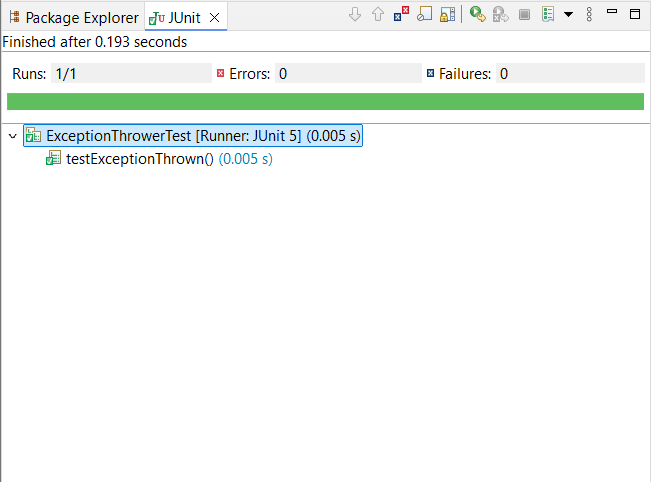 Package Explorer JUnit
Finished after 0.193 seconds
Runs: 1/1 Errors: 0 Failures: 0
ExceptionThrowerTest [Runner: JUnit 5] (0.005 s)
testExceptionThrown() (0.005 s)